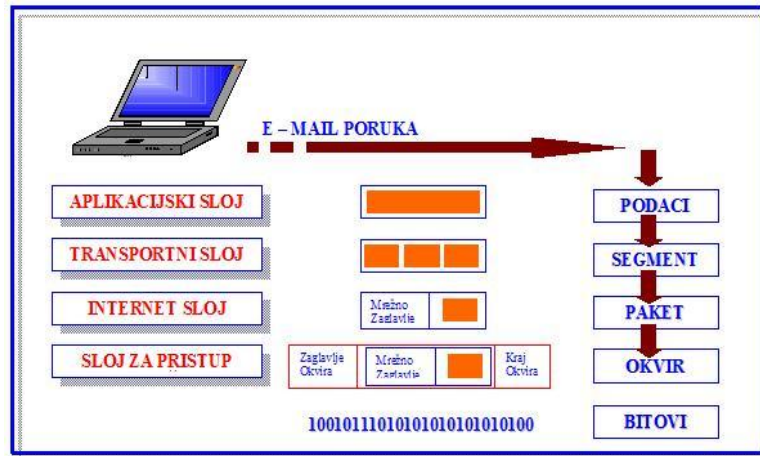 E – MAIL PORUKA
APLIKACIJSKI SLOJ
PODACI
TRANSPORTNI SLOJ
SEGMENT
INTERNET SLOJ
Mrežno
Zaglavlje
PAKET
SLOJ ZA PRISTUP
Zaglavlje
Okvira
Mrežno
Zaglavlje
Kraj
Okvira
OKVIR
1001011101010101010101010100
BITOVI